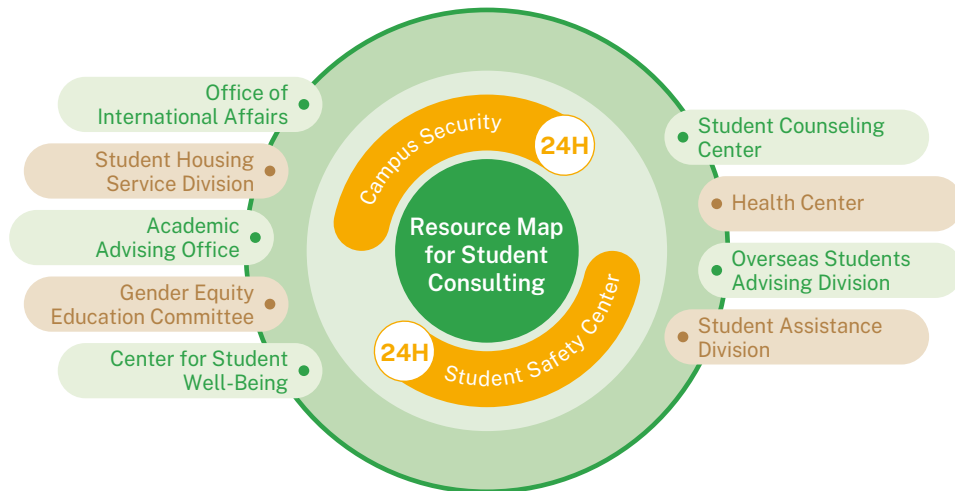 Office of
International Affairs
Student Housing
Service Division
Academic
Advising Office
Gender Equity
Education Committee
Center for Student
Well-Being
Campus Security
24H
Resource Map
for Student
Consulting
24H
Student Safety Center
Student Counseling
Center
Health Center
Overseas Students
Advising Division
Student Assistance
Division